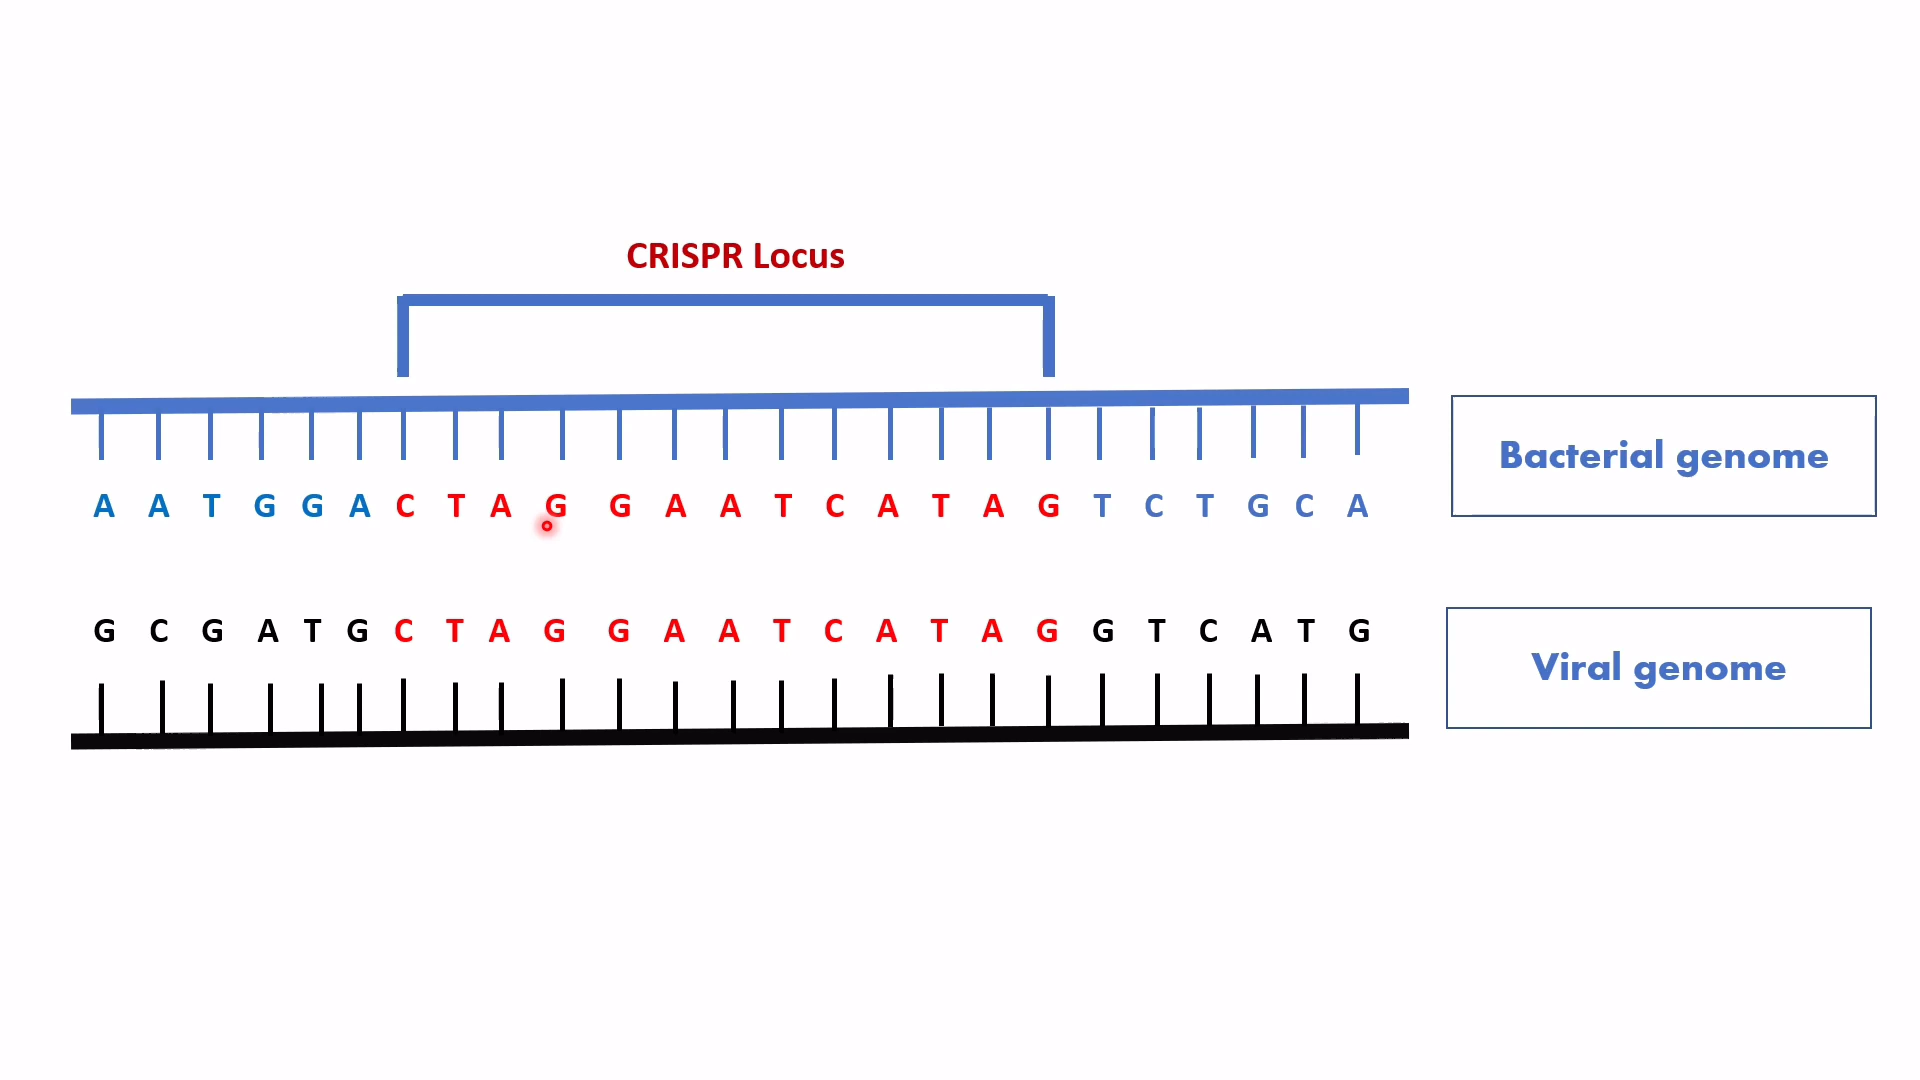 CRISPR Locus
A A T G G A C T A G G A A T C A T A G T C T G C A
Bacterial genome
G C G A T G C T A G G A A T C A T A G G T C A T G
Viral genome